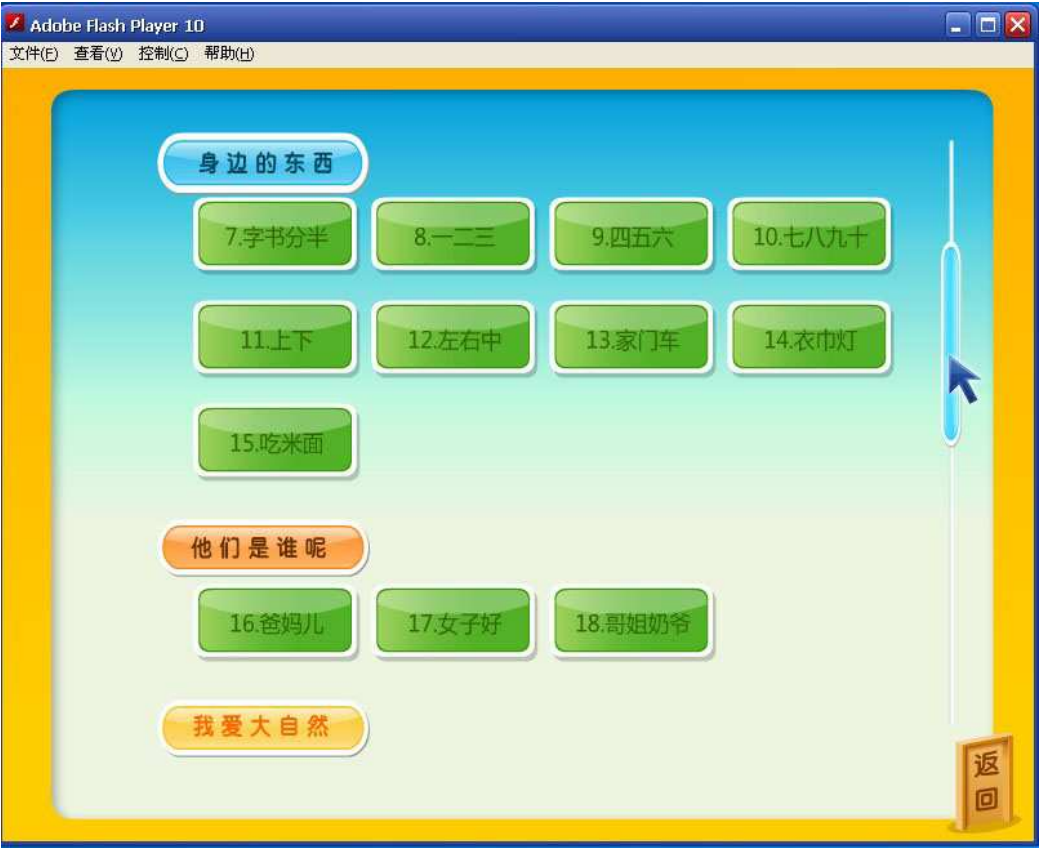 Adobe Flash Player 10
文件(F) 查看(V) 控制(C) 帮助(H)
身边的东西
7.字书分半 8.一二三 9.四五六 10.七八九十
11.上下 12.左右中 13.家门车 14.衣巾灯
15.吃米面
他们是谁呢
16.爸妈儿 17.女子好 18.哥姐奶爷
我爱大自然
返
回